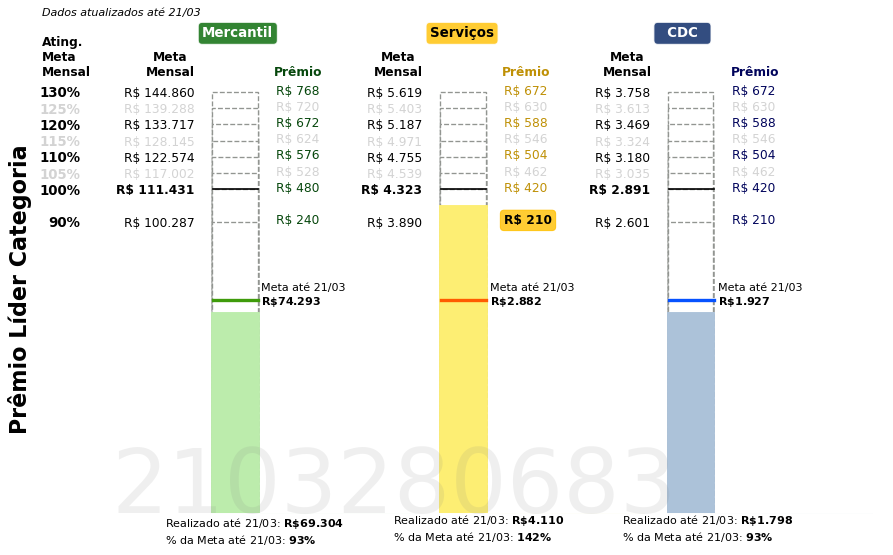 Dados atualizados até 21/03
Prêmio Líder Categoria
Mercantil Serviços CDC
Ating. Meta Mensal
Meta Mensal Prêmio Meta Mensal Prêmio Meta Mensal Prêmio
130% R$ 144.860 R$ 768 R$ 5.619 R$ 672 R$ 3.758 R$ 672
125% R$ 139.288 R$ 720 R$ 5.403 R$ 630 R$ 3.613 R$ 630
120% R$ 133.717 R$ 672 R$ 5.187 R$ 588 R$ 3.469 R$ 588
115% R$ 128.145 R$ 624 R$ 4.971 R$ 546 R$ 3.324 R$ 546
110% R$ 122.574 R$ 576 R$ 4.755 R$ 504 R$ 3.180 R$ 504
105% R$ 117.002 R$ 528 R$ 4.539 R$ 462 R$ 3.035 R$ 462
100% R$ 111.431 R$ 480 R$ 4.323 R$ 420 R$ 2.891 R$ 420
90% R$ 100.287 R$ 240 R$ 3.890 R$ 210 R$ 2.601 R$ 210
Meta até 21/03 Meta até 21/03 Meta até 21/03
R$74.293 R$2.882 R$1.927
2103280683
Realizado até 21/03: R$69.304 Realizado até 21/03: R$4.110 Realizado até 21/03: R$1.798
% da Meta até 21/03: 93% % da Meta até 21/03: 142% % da Meta até 21/03: 93%